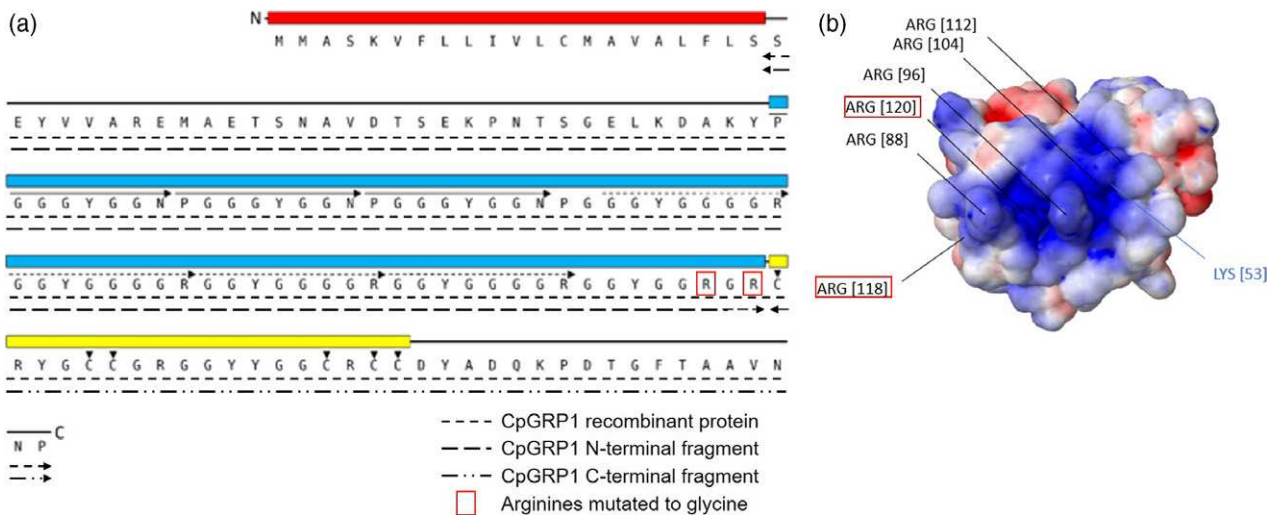 (a)
N
M M A S K V F L L I V L C M A V A L F L S S
E Y V V A R E M A E T S N A V D T S E K P N T S G E L K D A K Y P
G G G Y G G N P G G G Y G G N P G G G Y G G N P G G G Y G G G G R
G G Y G G G G R G G Y G G G G R G G Y G G G G R G G Y G G R G R C
R Y G C C G R G G Y Y G G C R C C D Y A D Q K P D T G F T A A V N
C
N P
CpGRP1 recombinant protein
CpGRP1 N-terminal fragment
CpGRP1 C-terminal fragment
Arginines mutated to glycine
(b)
ARG [112]
ARG [104]
ARG [96]
ARG [120]
ARG [88]
ARG [118]
LYS [53]